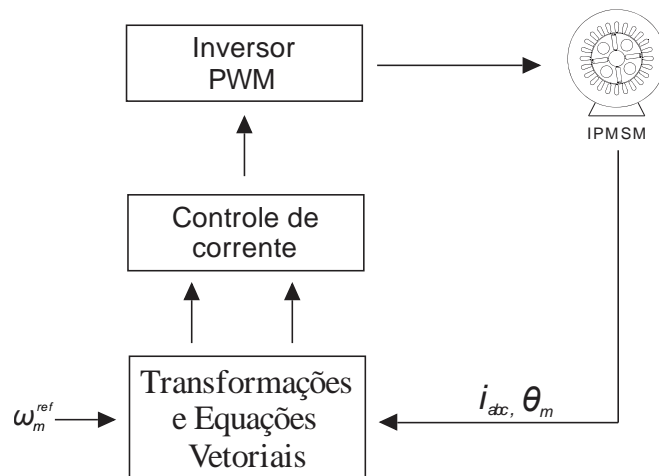 Inversor
PWM
IPMSM
Controle de
corrente
Transformações
e Equações
Vetoriais
ω_m^ref
i_abc, θ_m